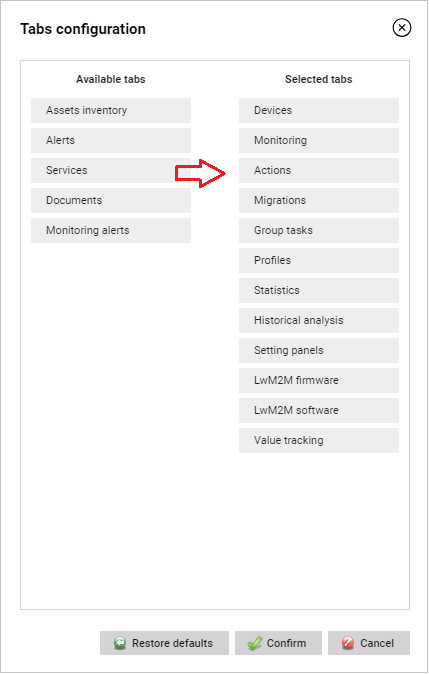 Tabs configuration
Available tabs
Assets inventory
Alerts
Services
Documents
Monitoring alerts
Selected tabs
Devices
Monitoring
Actions
Migrations
Group tasks
Profiles
Statistics
Historical analysis
Setting panels
LwM2M firmware
LwM2M software
Value tracking
Restore defaults
Confirm
Cancel